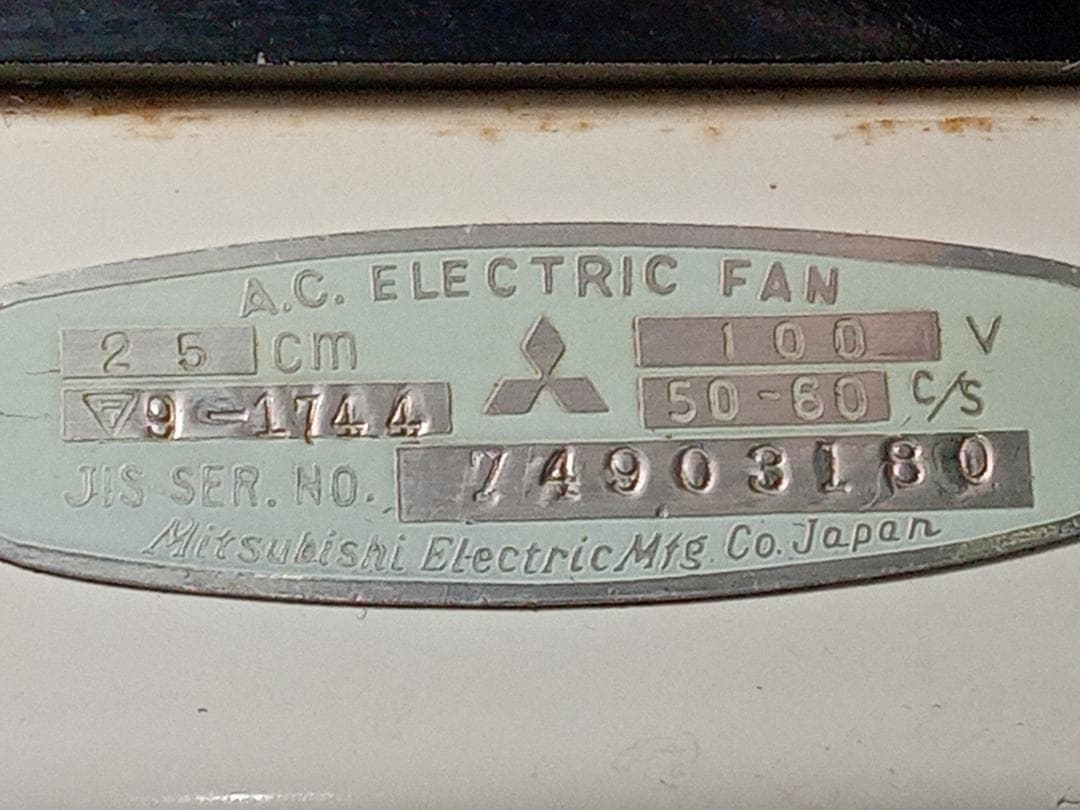 A.C. ELECTRIC FAN
25 cm
100 V
▽9-1744
50-60 C/S
JIS SER. NO. 74903180
Mitsubishi Electric Mfg. Co. Japan